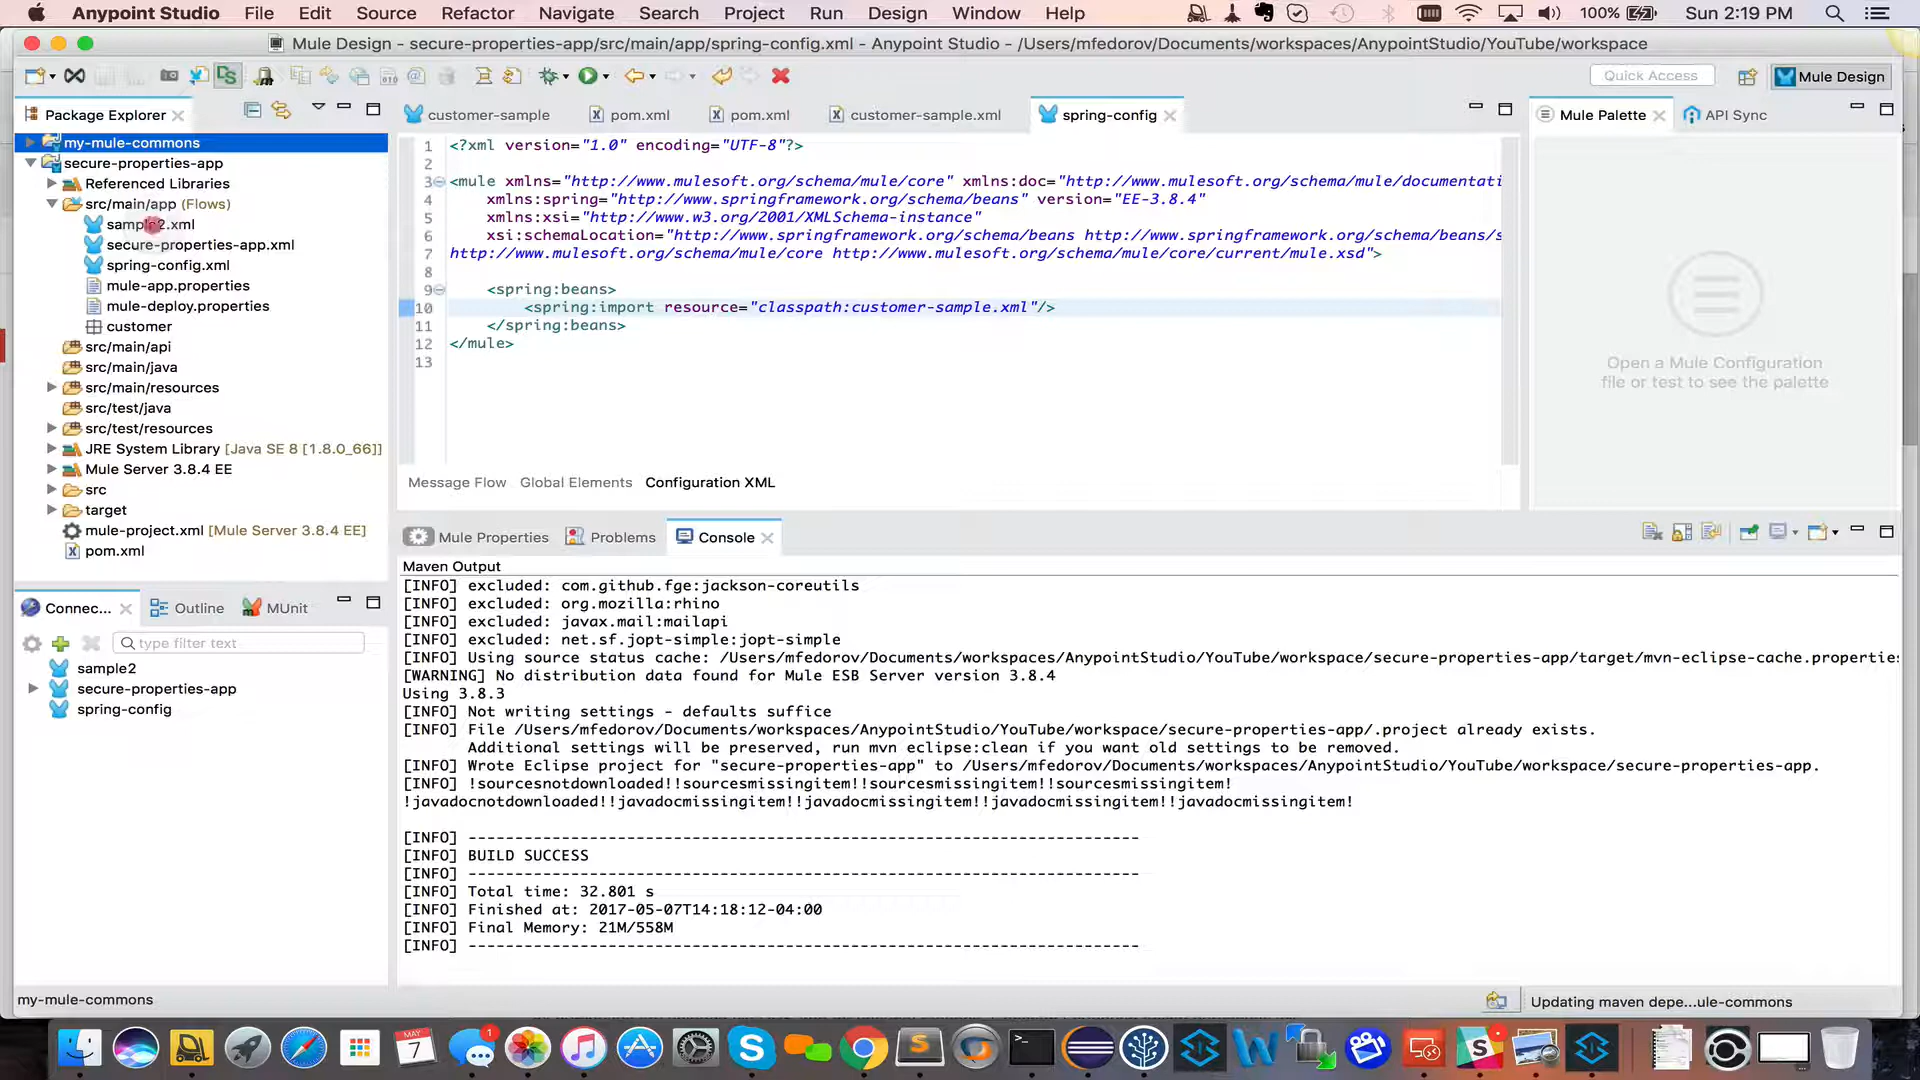 Anypoint Studio File Edit Source Refactor Navigate Search Project Run Design Window Help 100% Sun 2:19 PM
Mule Design - secure-properties-app/src/main/app/spring-config.xml - Anypoint Studio - /Users/mfedorov/Documents/workspaces/AnypointStudio/YouTube/workspace
Quick Access Mule Design
Package Explorer
my-mule-commons
secure-properties-app
Referenced Libraries
src/main/app (Flows)
sample2.xml
secure-properties-app.xml
spring-config.xml
mule-app.properties
mule-deploy.properties
customer
src/main/api
src/main/java
src/main/resources
src/test/java
src/test/resources
JRE System Library [Java SE 8 [1.8.0_66]]
Mule Server 3.8.4 EE
src
target
mule-project.xml [Mule Server 3.8.4 EE]
pom.xml
customer-sample pom.xml pom.xml customer-sample.xml spring-config
1 <?xml version="1.0" encoding="UTF-8"?>
2
3 <mule xmlns="http://www.mulesoft.org/schema/mule/core" xmlns:doc="http://www.mulesoft.org/schema/mule/documentati
4 xmlns:spring="http://www.springframework.org/schema/beans" version="EE-3.8.4"
5 xmlns:xsi="http://www.w3.org/2001/XMLSchema-instance"
6 xsi:schemaLocation="http://www.springframework.org/schema/beans http://www.springframework.org/schema/beans/s
7 http://www.mulesoft.org/schema/mule/core http://www.mulesoft.org/schema/mule/core/current/mule.xsd">
8
9 <spring:beans>
10 <spring:import resource="classpath:customer-sample.xml"/>
11 </spring:beans>
12 </mule>
13
Message Flow Global Elements Configuration XML
Mule Palette API Sync
Open a Mule Configuration
file or test to see the palette
Connec... Outline MUnit
type filter text
sample2
secure-properties-app
spring-config
Mule Properties Problems Console
Maven Output
[INFO] excluded: com.github.fge:jackson-coreutils
[INFO] excluded: org.mozilla:rhino
[INFO] excluded: javax.mail:mailapi
[INFO] excluded: net.sf.jopt-simple:jopt-simple
[INFO] Using source status cache: /Users/mfedorov/Documents/workspaces/AnypointStudio/YouTube/workspace/secure-properties-app/target/mvn-eclipse-cache.properties
[WARNING] No distribution data found for Mule ESB Server version 3.8.4
Using 3.8.3
[INFO] Not writing settings - defaults suffice
[INFO] File /Users/mfedorov/Documents/workspaces/AnypointStudio/YouTube/workspace/secure-properties-app/.project already exists.
Additional settings will be preserved, run mvn eclipse:clean if you want old settings to be removed.
[INFO] Wrote Eclipse project for "secure-properties-app" to /Users/mfedorov/Documents/workspaces/AnypointStudio/YouTube/workspace/secure-properties-app.
[INFO] !sourcesnotdownloaded!!sourcesmissingitem!!sourcesmissingitem!!sourcesmissingitem!
!javadocnotdownloaded!!javadocmissingitem!!javadocmissingitem!!javadocmissingitem!!javadocmissingitem!
[INFO] ------------------------------------------------------------------------
[INFO] BUILD SUCCESS
[INFO] ------------------------------------------------------------------------
[INFO] Total time: 32.801 s
[INFO] Finished at: 2017-05-07T14:18:12-04:00
[INFO] Final Memory: 21M/558M
[INFO] ------------------------------------------------------------------------
my-mule-commons
Updating maven depe...ule-commons
MAY
7
1